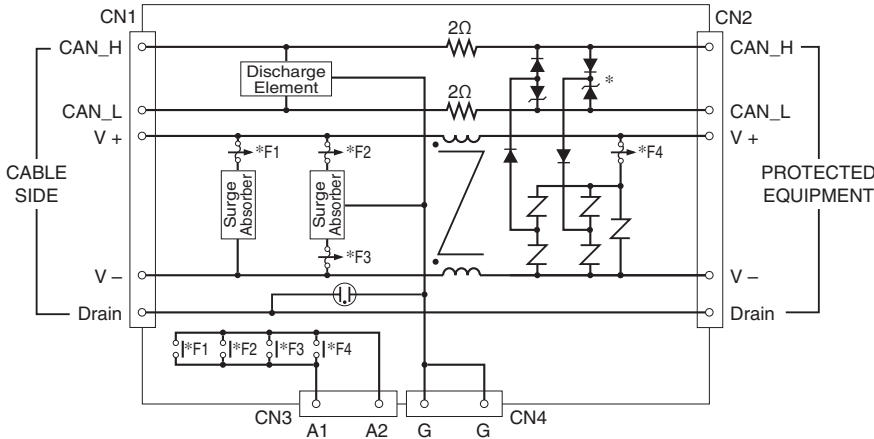 CN1
CN2
2Ω
CAN_H
CAN_H
Discharge
Element
*
2Ω
CAN_L
CAN_L
V +
V +
*F1
*F2
*F4
CABLE
SIDE
Surge
Absorber
Surge
Absorber
PROTECTED
EQUIPMENT
*F3
V −
V −
Drain
Drain
*F1
*F2
*F3
*F4
CN3
CN4
A1
A2
G
G